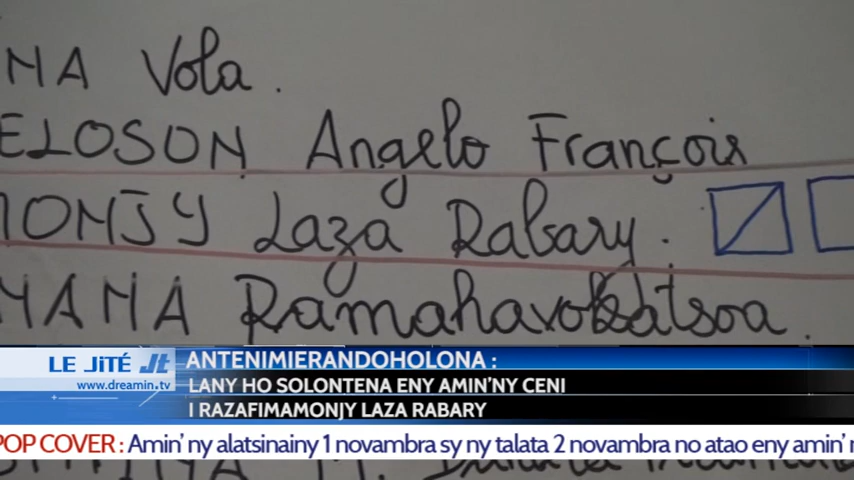 MA Vola.
ELOSON Angelo François
MONJY Laza Rabary.
MAMA
LE JiTÉ Jt
www.dreamin.tv
ANTENIMIERANDOHOLONA :
LANY HO SOLONTENA ENY AMIN'NY CENI
I RAZAFIMAMONJY LAZA RABARY
POP COVER : Amin' ny alatsinainy 1 novambra sy ny talata 2 novambra no atao eny amin'